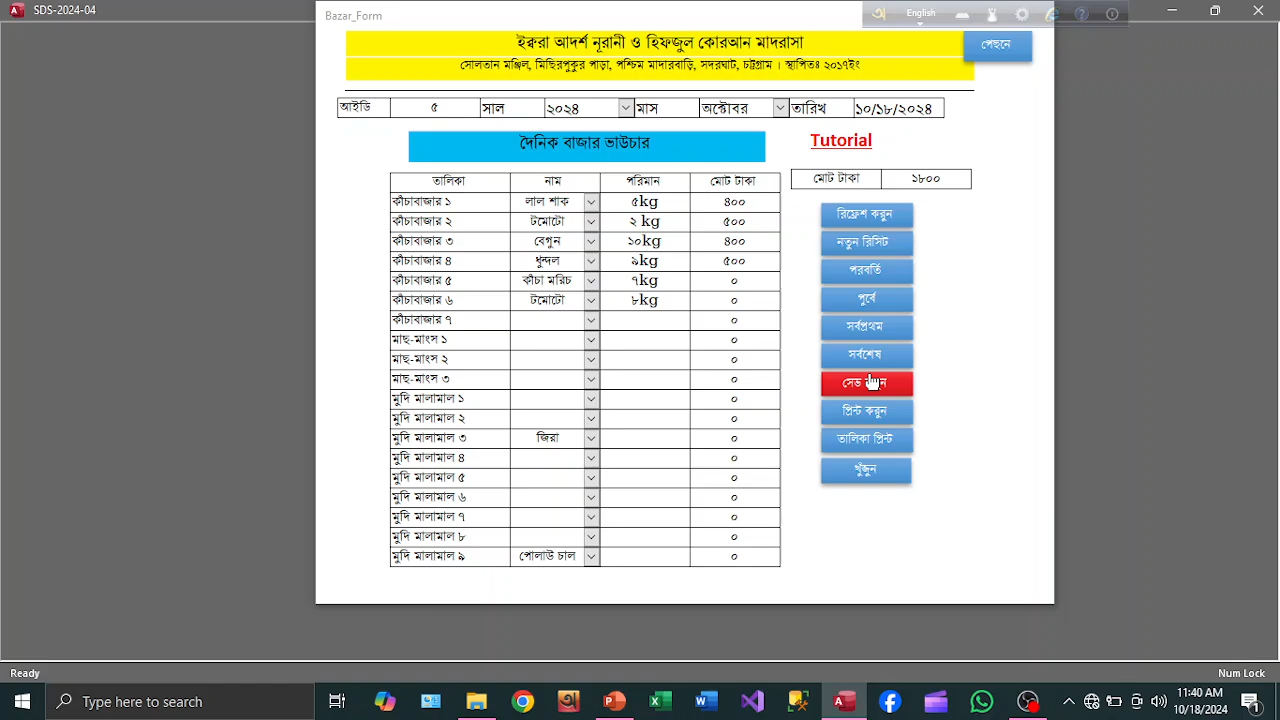 SDS-2024-04
Bazar_Form
English
ইক্বরা আদর্শ নূরানী ও হিফজুল কোরআন মাদরাসা
পেছনে
সোলতান মঞ্জিল, মিছিরপুকুর পাড়া, পশ্চিম মাদারবাড়ি, সদরঘাট, চট্টগ্রাম । স্থাপিতঃ ২০১৭ইং
আইডি ৫ সাল ২০২৪ মাস অক্টোবর তারিখ ১০/১৮/২০২৪
দৈনিক বাজার ভাউচার
Tutorial
তালিকা নাম পরিমান মোট টাকা
মোট টাকা ১৮০০
কাঁচাবাজার ১ লাল শাক ৫kg ৪০০
কাঁচাবাজার ২ টমোটো ২ kg ৫০০
কাঁচাবাজার ৩ বেগুন ১০kg ৪০০
কাঁচাবাজার ৪ ধুন্দল ৯kg ৫০০
কাঁচাবাজার ৫ কাঁচা মরিচ ৭kg ০
কাঁচাবাজার ৬ টমোটো ৮kg ০
কাঁচাবাজার ৭ ০
মাছ-মাংস ১ ০
মাছ-মাংস ২ ০
মাছ-মাংস ৩ ০
মুদি মালামাল ১ ০
মুদি মালামাল ২ ০
মুদি মালামাল ৩ জিরা ০
মুদি মালামাল ৪ ০
মুদি মালামাল ৫ ০
মুদি মালামাল ৬ ০
মুদি মালামাল ৭ ০
মুদি মালামাল ৮ ০
মুদি মালামাল ৯ পোলাউ চাল ০
রিফ্রেশ করুন
নতুন রিসিট
পরবর্তি
পুর্বে
সর্বপ্রথম
সর্বশেষ
সেভ
প্রিন্ট করুন
তালিকা প্রিন্ট
খুঁজুন
Ready
Num Lock
Type here to search
11:40 AM
10/18/2024
1